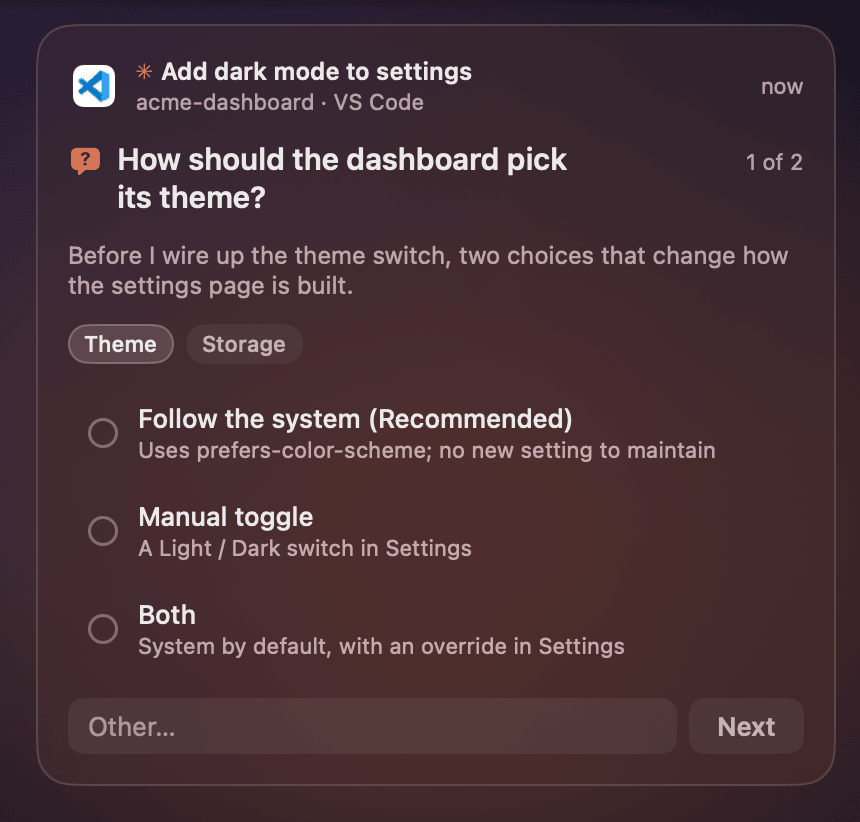 Add dark mode to settings
acme-dashboard · VS Code
now
?
How should the dashboard pick
its theme?
1 of 2
Before I wire up the theme switch, two choices that change how
the settings page is built.
Theme
Storage
Follow the system (Recommended)
Uses prefers-color-scheme; no new setting to maintain
Manual toggle
A Light / Dark switch in Settings
Both
System by default, with an override in Settings
Other...
Next